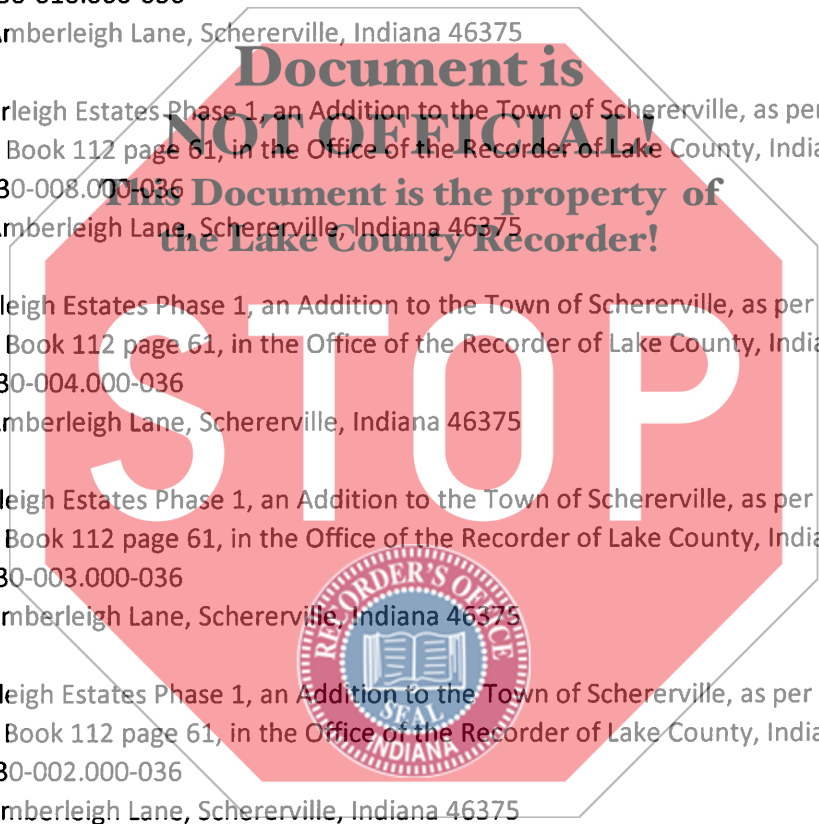 mberleigh Lane, Schererville, Indiana 46375
Document is
rleigh Estates Phase 1, an Addition to the Town of Schererville, as per
NOT OFFICIAL!
Book 112 page 61, in the Office of the Recorder of Lake County, India
30-008.000-036
This Document is the property of
mberleigh Lane, Schererville, Indiana 46375
the Lake County Recorder!
leigh Estates Phase 1, an Addition to the Town of Schererville, as per
Book 112 page 61, in the Office of the Recorder of Lake County, India
30-004.000-036
mberleigh Lane, Schererville, Indiana 46375
STOP
leigh Estates Phase 1, an Addition to the Town of Schererville, as per
Book 112 page 61, in the Office of the Recorder of Lake County, India
30-003.000-036
mberleigh Lane, Schererville, Indiana 46375
RECORDER'S OFFICE
SEAL
INDIANA
leigh Estates Phase 1, an Addition to the Town of Schererville, as per
Book 112 page 61, in the Office of the Recorder of Lake County, India
30-002.000-036
mberleigh Lane, Schererville, Indiana 46375